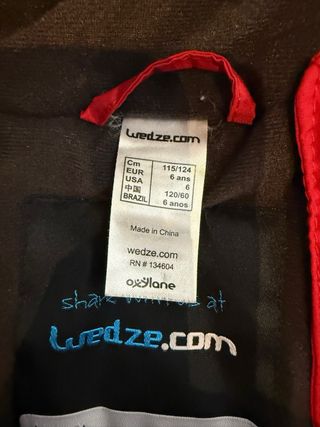 wedze.com
Cm 115/124
EUR 6 ans
USA 6
中国 120/60
BRAZIL 6 anos
Made in China
wedze.com
RN # 134604
oxylane
share with us at
wedze.com